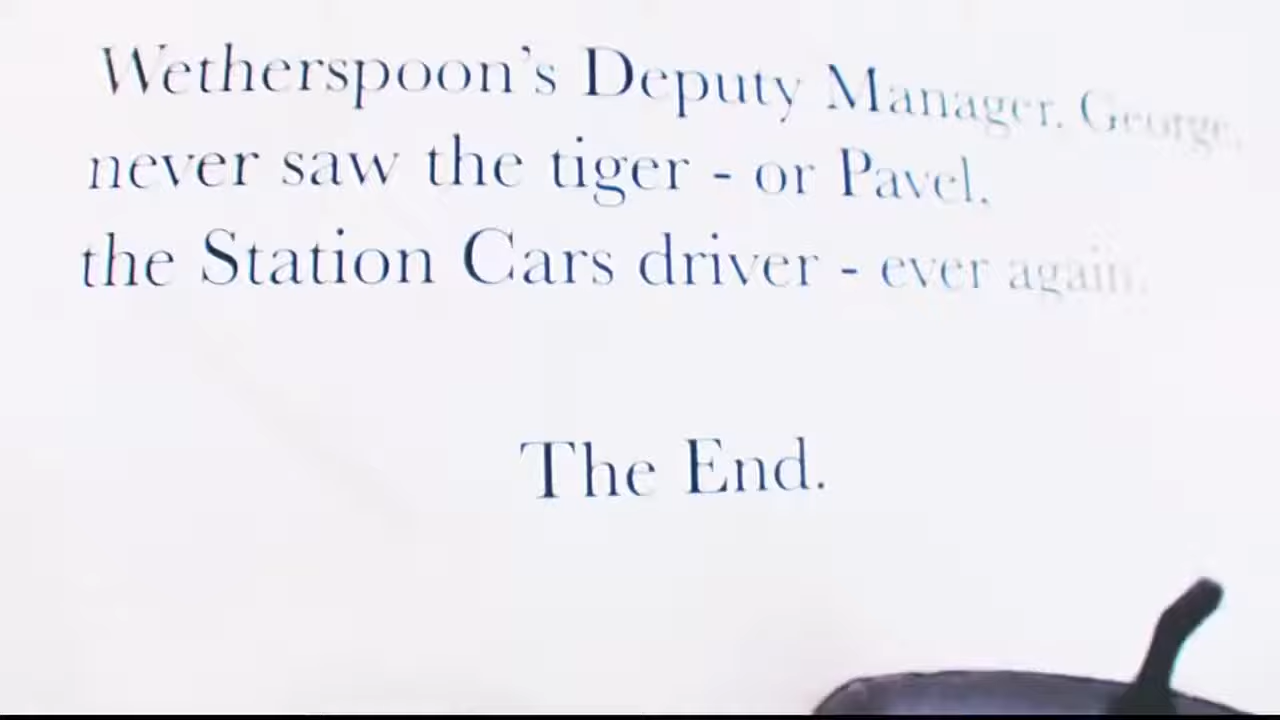 Wetherspoon's Deputy Manager, George,
never saw the tiger - or Pavel,
the Station Cars driver - ever again.
The End.